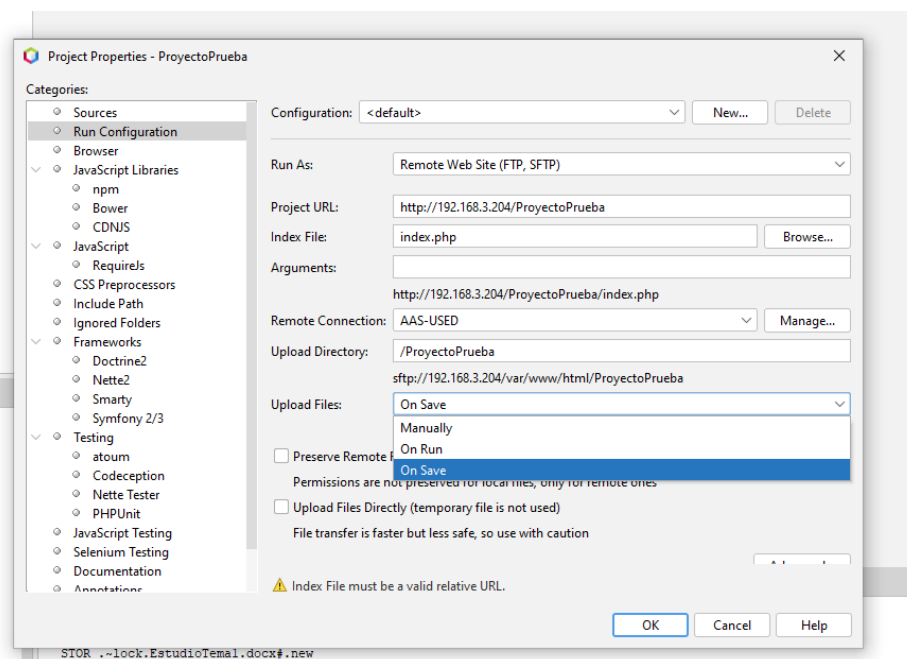 Project Properties - ProyectoPrueba
Categories:
Sources
Run Configuration
Browser
JavaScript Libraries
npm
Bower
CDNJS
JavaScript
RequireJs
CSS Preprocessors
Include Path
Ignored Folders
Frameworks
Doctrine2
Nette2
Smarty
Symfony 2/3
Testing
atoum
Codeception
Nette Tester
PHPUnit
JavaScript Testing
Selenium Testing
Documentation
Annotations
Configuration: <default> New... Delete
Run As: Remote Web Site (FTP, SFTP)
Project URL: http://192.168.3.204/ProyectoPrueba
Index File: index.php Browse...
Arguments:
http://192.168.3.204/ProyectoPrueba/index.php
Remote Connection: AAS-USED Manage...
Upload Directory: /ProyectoPrueba
sftp://192.168.3.204/var/www/html/ProyectoPrueba
Upload Files: On Save
Manually
On Run
On Save
Preserve Remote
Permissions are not preserved for local files, only for remote ones
Upload Files Directly (temporary file is not used)
File transfer is faster but less safe, so use with caution
Index File must be a valid relative URL.
OK Cancel Help
STOR .~lock.EstudioTema1.docx#.new